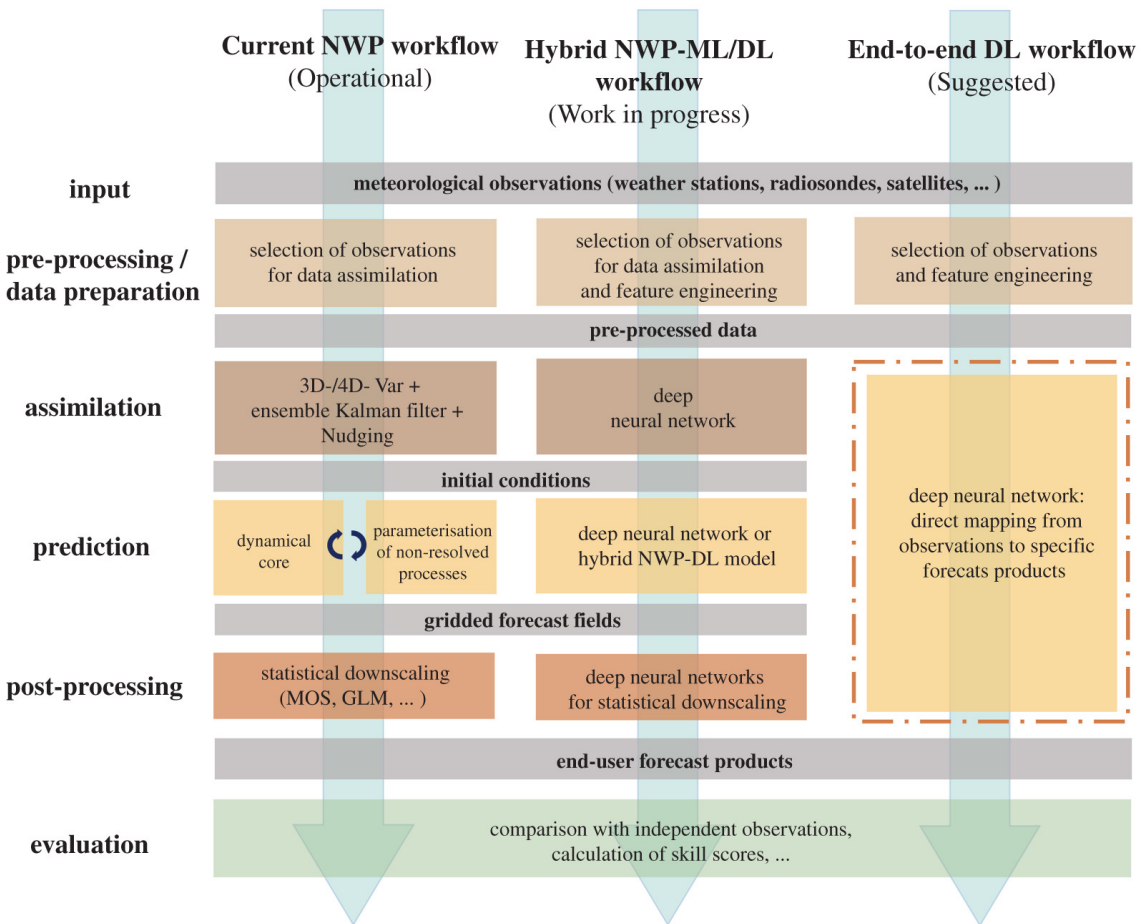 Current NWP workflow
(Operational)
Hybrid NWP-ML/DL
workflow
(Work in progress)
End-to-end DL workflow
(Suggested)
input
meteorological observations (weather stations, radiosondes, satellites, ... )
pre-processing /
data preparation
selection of observations
for data assimilation
selection of observations
for data assimilation
and feature engineering
selection of observations
and feature engineering
pre-processed data
assimilation
3D-/4D- Var +
ensemble Kalman filter +
Nudging
deep
neural network
initial conditions
prediction
dynamical
core
parameterisation
of non-resolved
processes
deep neural network or
hybrid NWP-DL model
deep neural network:
direct mapping from
observations to specific
forecats products
gridded forecast fields
post-processing
statistical downscaling
(MOS, GLM, ... )
deep neural networks
for statistical downscaling
end-user forecast products
evaluation
comparison with independent observations,
calculation of skill scores, ...